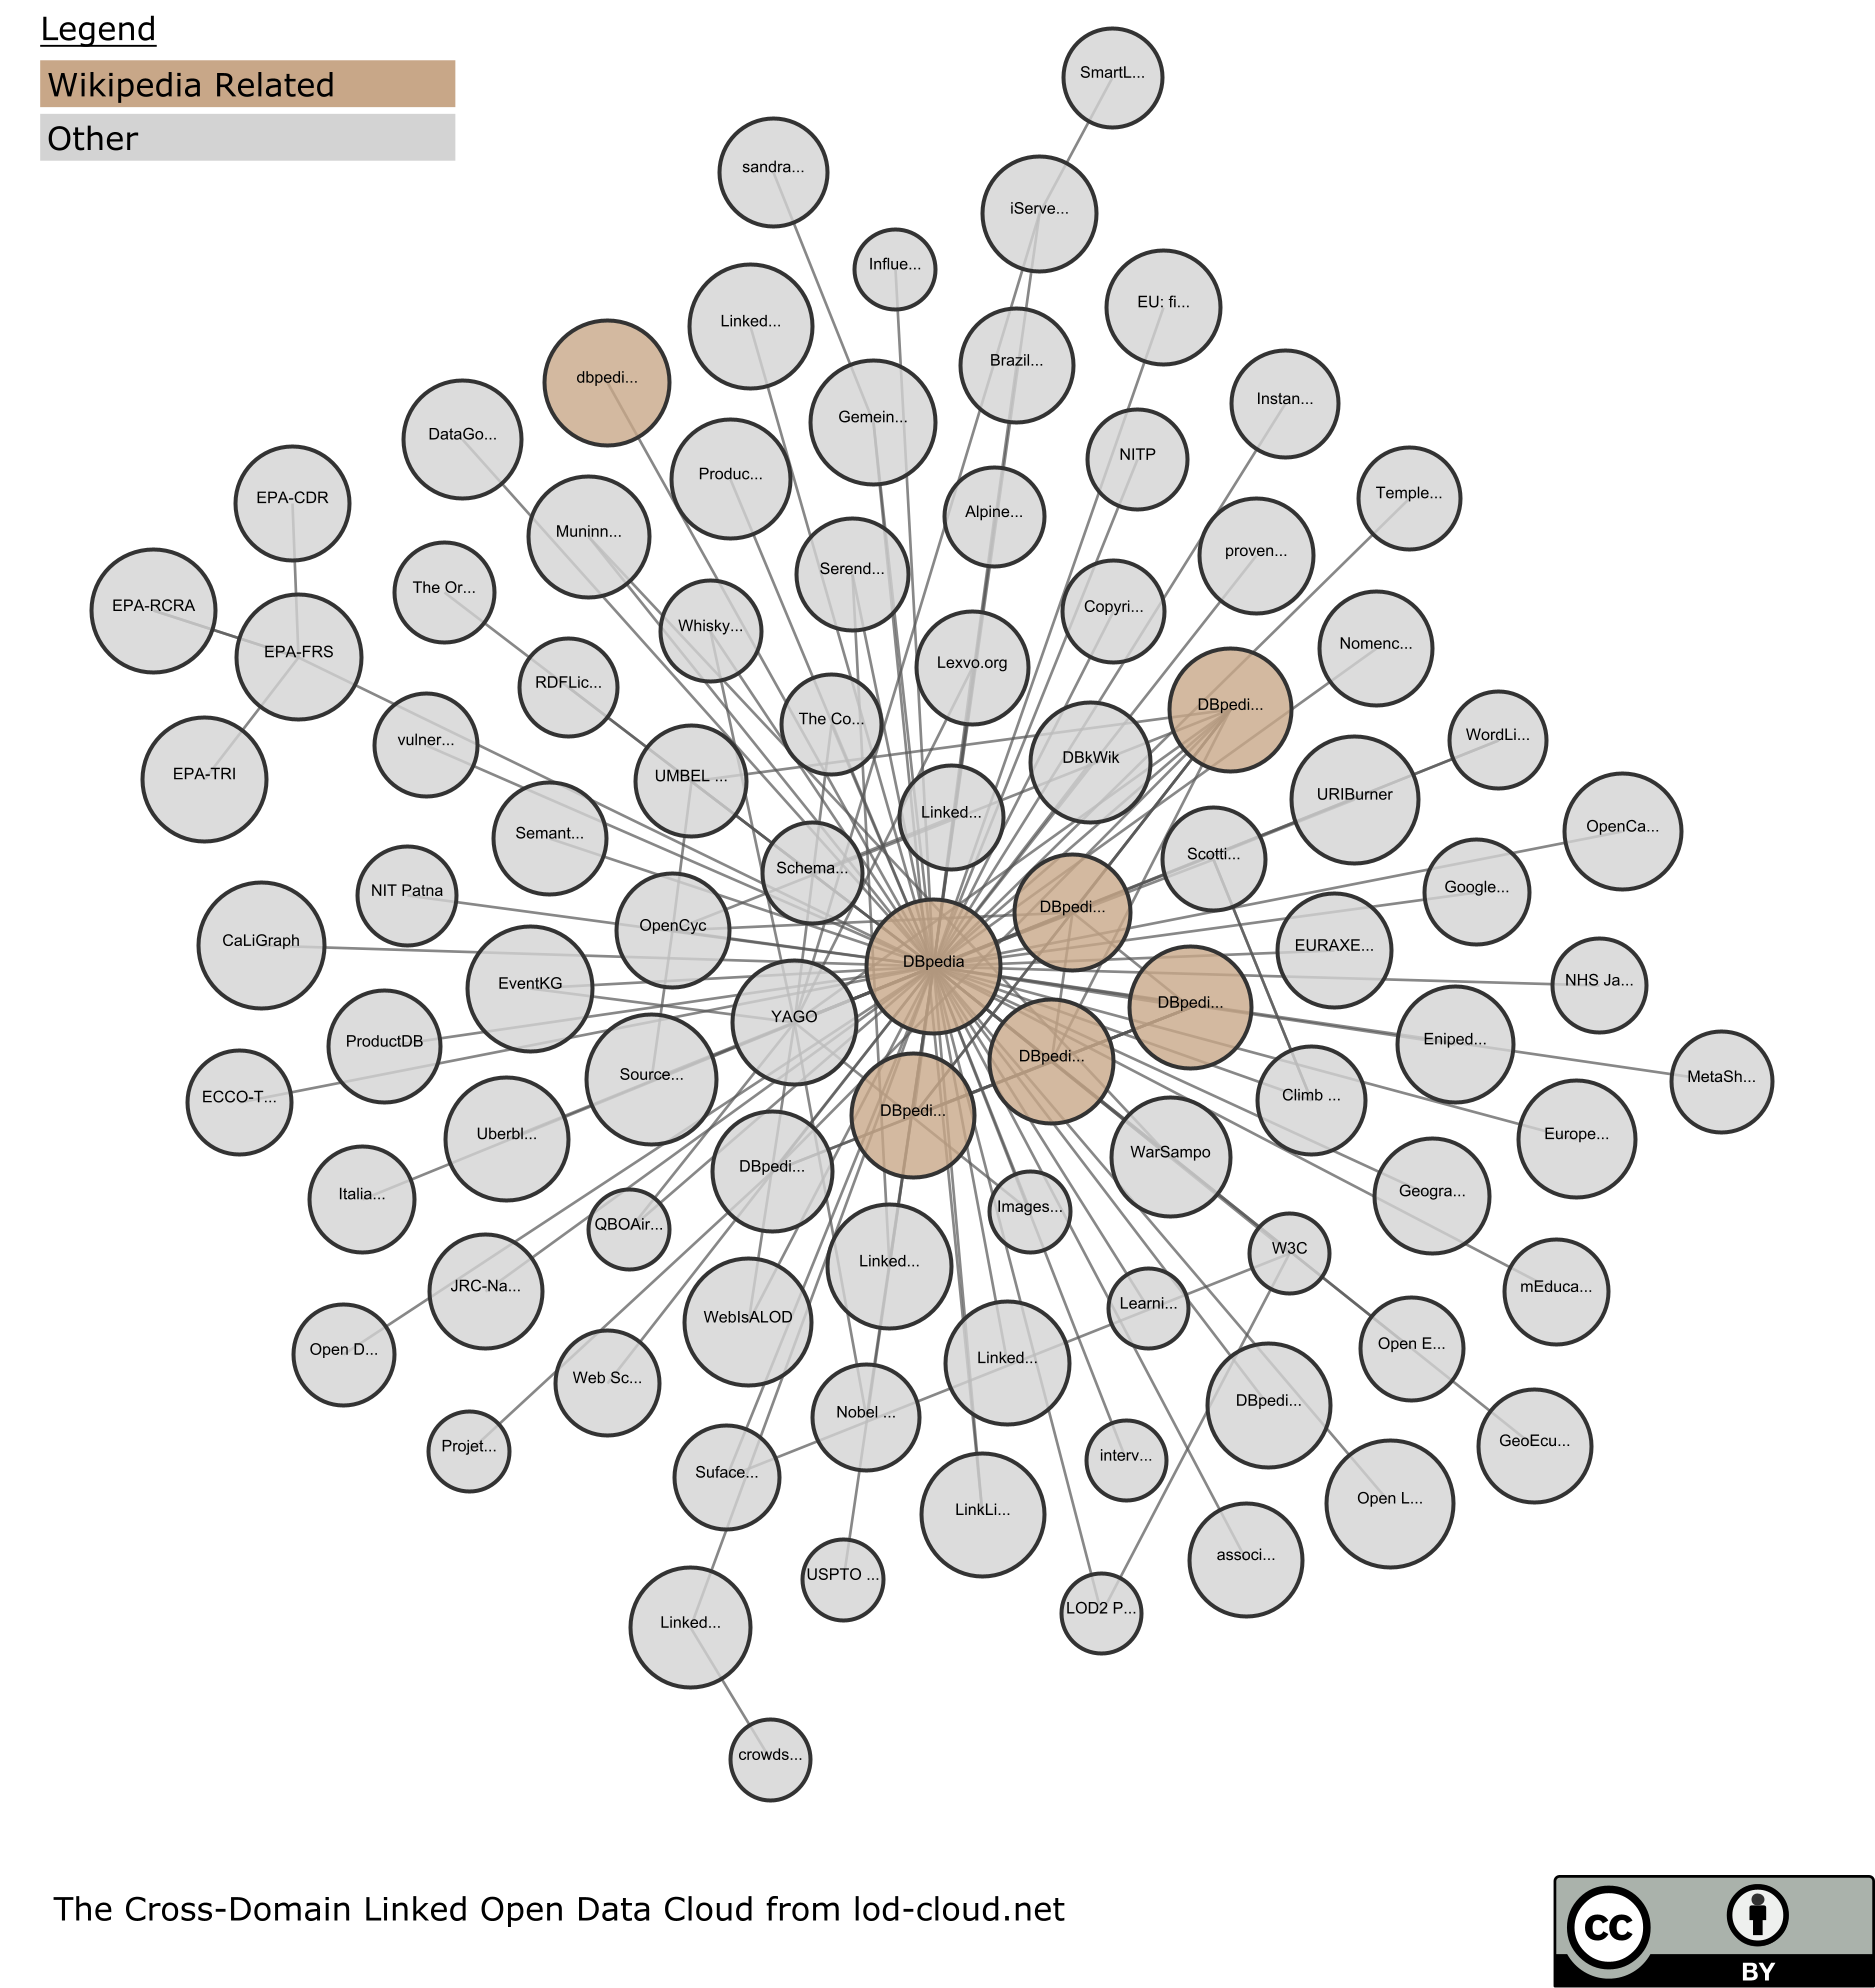 Legend
Wikipedia Related
Other
SmartL...
sandra...
iServe...
Influe...
EU: fi...
Linked...
Brazil...
dbpedi...
Instan...
Gemein...
DataGo...
NITP
Produc...
Temple...
EPA-CDR
Alpine...
Muninn...
proven...
Serend...
The Or...
EPA-RCRA
Copyri...
Whisky...
Nomenc...
EPA-FRS
Lexvo.org
RDFLic...
DBpedi...
The Co...
WordLi...
vulner...
DBkWik
EPA-TRI
UMBEL ...
URIBurner
Linked...
OpenCa...
Semant...
Scotti...
Schema...
Google...
NIT Patna
DBpedi...
OpenCyc
CaLiGraph
EURAXE...
DBpedia
NHS Ja...
EventKG
DBpedi...
YAGO
ProductDB
Eniped...
DBpedi...
Source...
MetaSh...
ECCO-T...
Climb ...
DBpedi...
Uberbl...
Europe...
WarSampo
DBpedi...
Italia...
Geogra...
Images...
QBOAir...
W3C
Linked...
JRC-Na...
mEduca...
Learni...
WebIsALOD
Open E...
Open D...
Linked...
Web Sc...
DBpedi...
Nobel ...
GeoEcu...
Projet...
interv...
Suface...
Open L...
LinkLi...
associ...
USPTO ...
LOD2 P...
Linked...
crowds...
The Cross-Domain Linked Open Data Cloud from lod-cloud.net
cc
BY